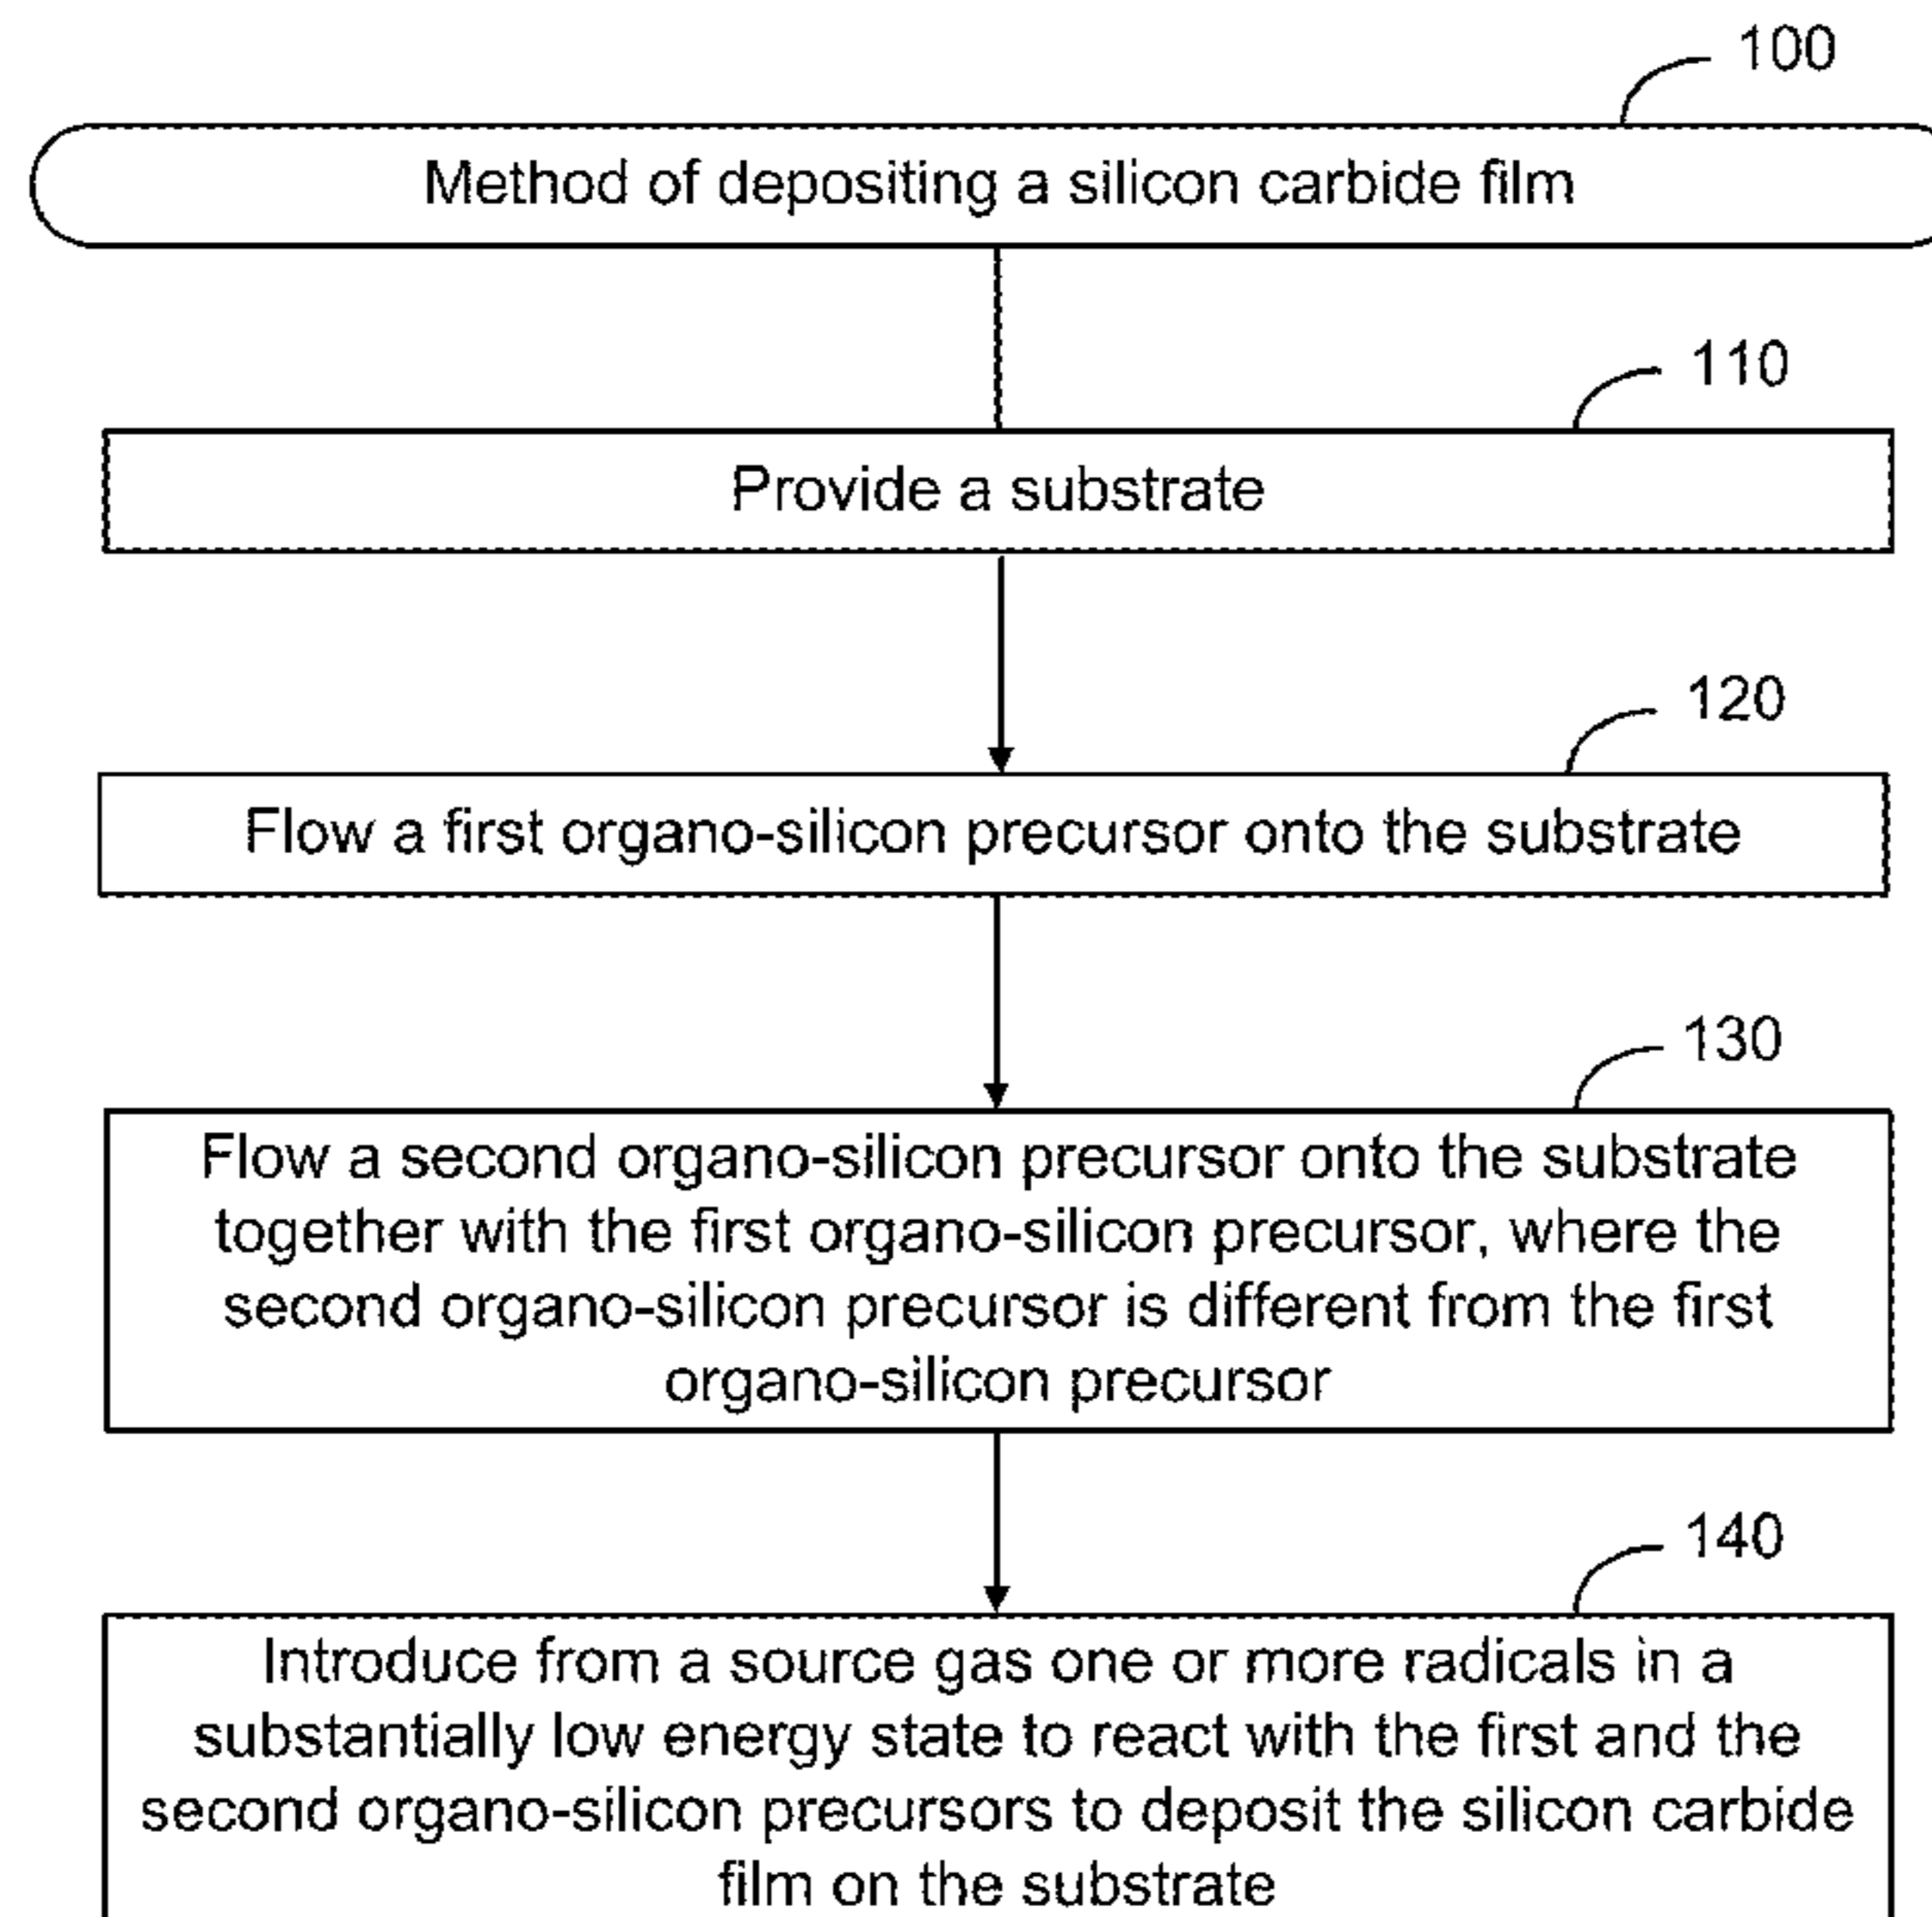 100
Method of depositing a silicon carbide film
110
Provide a substrate
120
Flow a first organo-silicon precursor onto the substrate
130
Flow a second organo-silicon precursor onto the substrate
together with the first organo-silicon precursor, where the
second organo-silicon precursor is different from the first
organo-silicon precursor
140
Introduce from a source gas one or more radicals in a
substantially low energy state to react with the first and the
second organo-silicon precursors to deposit the silicon carbide
film on the substrate